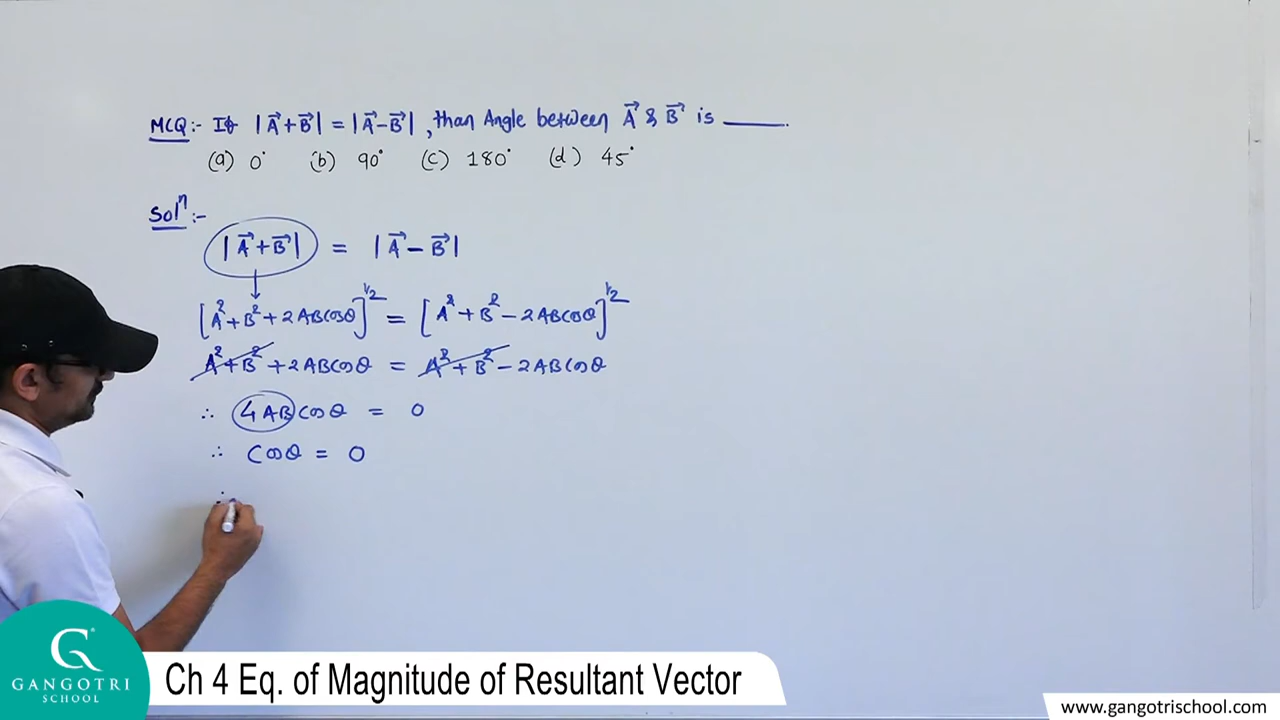 MCQ:- If |A⃗+B⃗| = |A⃗-B⃗|, than Angle between A⃗ & B⃗ is ______.
(a) 0° (b) 90° (c) 180° (d) 45°
Solⁿ:-
|A⃗+B⃗| = |A⃗-B⃗|
[A²+B²+2ABcosθ]^1/2 = [A²+B²-2ABcosθ]^1/2
A²+B²+2ABcosθ = A²+B²-2ABcosθ
∴ 4ABcosθ = 0
∴ cosθ = 0
∴
GANGOTRI
SCHOOL
Ch 4 Eq. of Magnitude of Resultant Vector
www.gangotrischool.com